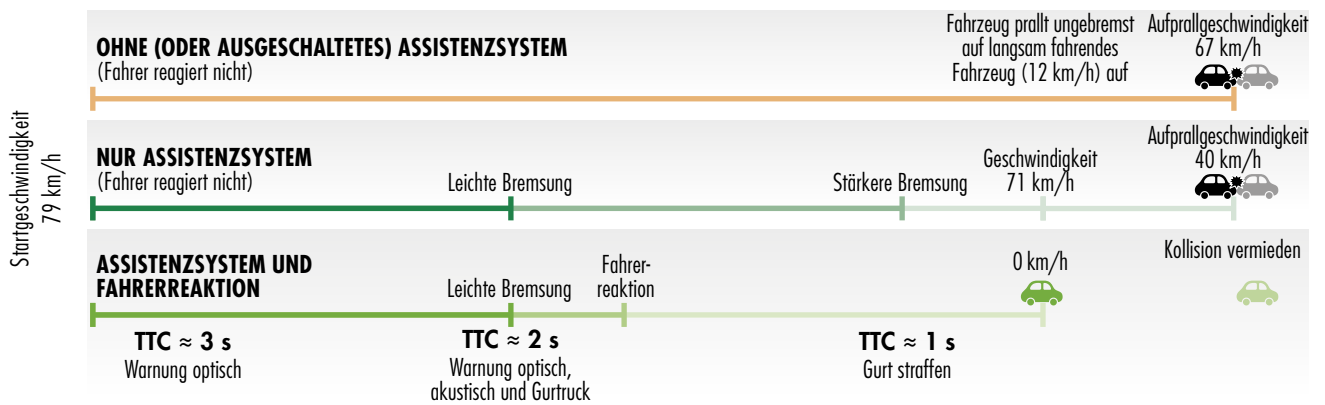 Startgeschwindigkeit
79 km/h
OHNE (ODER AUSGESCHALTETES) ASSISTENZSYSTEM
(Fahrer reagiert nicht)
Fahrzeug prallt ungebremst
auf langsam fahrendes
Fahrzeug (12 km/h) auf
Aufprallgeschwindigkeit
67 km/h
NUR ASSISTENZSYSTEM
(Fahrer reagiert nicht)
Leichte Bremsung
Stärkere Bremsung
Geschwindigkeit
71 km/h
Aufprallgeschwindigkeit
40 km/h
ASSISTENZSYSTEM UND
FAHRERREAKTION
Leichte Bremsung
Fahrer-
reaktion
0 km/h
Kollision vermieden
TTC ≈ 3 s
Warnung optisch
TTC ≈ 2 s
Warnung optisch,
akustisch und Gurtruck
TTC ≈ 1 s
Gurt straffen